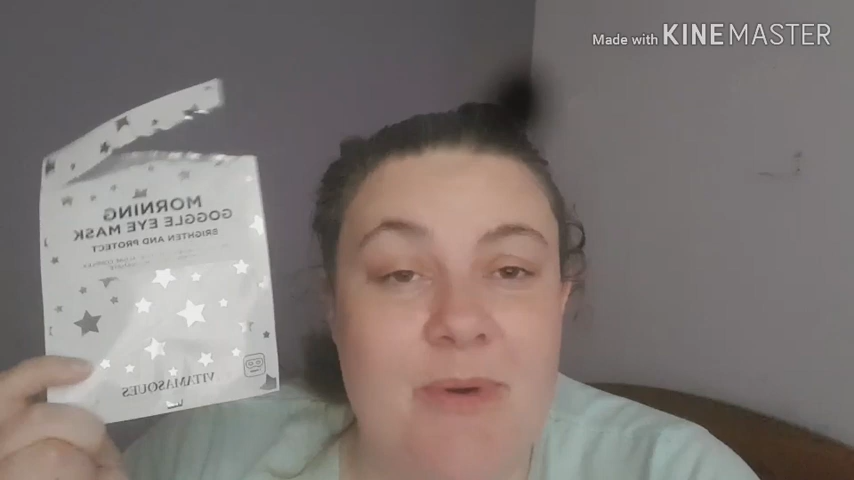 Made with KINEMASTER
MORNING
GOGGLE EYE MASK
BRIGHTEN AND PROTECT
VITAMASQUES